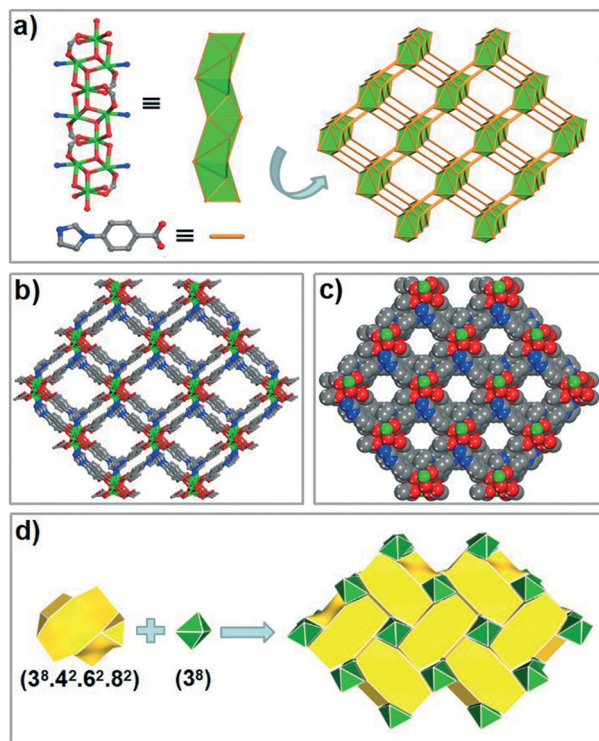 a)
≡
≡
b)
c)
d)
(3⁸.4².6².8²)
(3⁸)